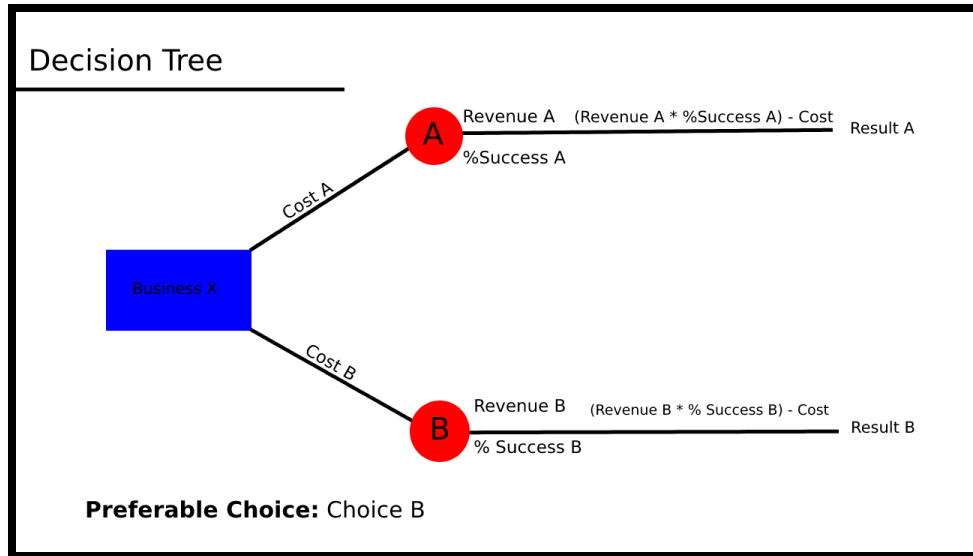 Decision Tree
Revenue A (Revenue A * %Success A) - Cost
Result A
A
%Success A
Cost A
Business X
Cost B
Revenue B (Revenue B * % Success B) - Cost
Result B
B
% Success B
Preferable Choice: Choice B